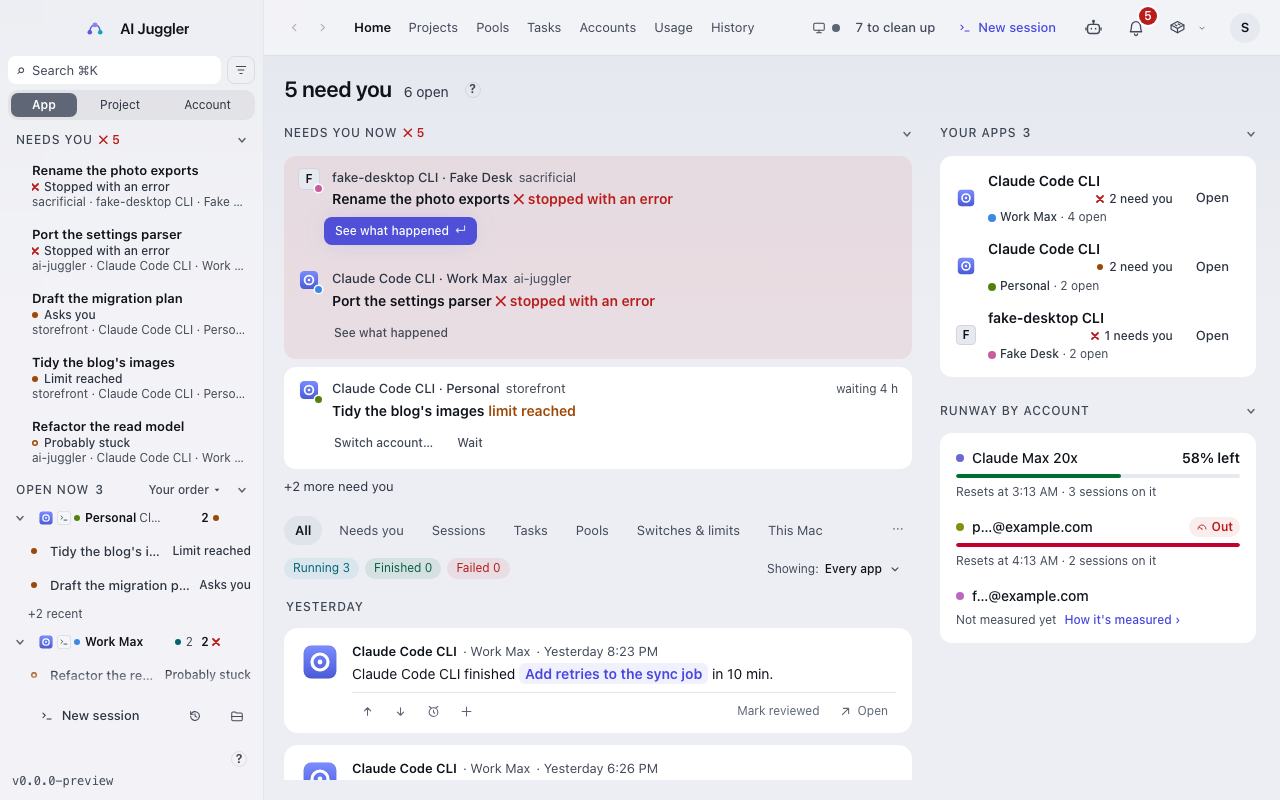 AI Juggler
Search ⌘K
App Project Account
NEEDS YOU 5
Rename the photo exports
Stopped with an error
sacrificial · fake-desktop CLI · Fake ...
Port the settings parser
Stopped with an error
ai-juggler · Claude Code CLI · Work ...
Draft the migration plan
Asks you
storefront · Claude Code CLI · Perso...
Tidy the blog's images
Limit reached
storefront · Claude Code CLI · Perso...
Refactor the read model
Probably stuck
ai-juggler · Claude Code CLI · Work ...
OPEN NOW 3 Your order
Personal Cl... 2
Tidy the blog's i... Limit reached
Draft the migration p... Asks you
+2 recent
Work Max 2 2
Refactor the re... Probably stuck
New session
?
v0.0.0-preview
Home Projects Pools Tasks Accounts Usage History
7 to clean up New session 5 S
5 need you 6 open ?
NEEDS YOU NOW 5
F fake-desktop CLI · Fake Desk sacrificial
Rename the photo exports stopped with an error
See what happened
Claude Code CLI · Work Max ai-juggler
Port the settings parser stopped with an error
See what happened
Claude Code CLI · Personal storefront waiting 4 h
Tidy the blog's images limit reached
Switch account... Wait
+2 more need you
All Needs you Sessions Tasks Pools Switches & limits This Mac ...
Running 3 Finished 0 Failed 0 Showing: Every app
YESTERDAY
Claude Code CLI · Work Max · Yesterday 8:23 PM
Claude Code CLI finished Add retries to the sync job in 10 min.
Mark reviewed Open
Claude Code CLI · Work Max · Yesterday 6:26 PM
YOUR APPS 3
Claude Code CLI
2 need you Open
Work Max · 4 open
Claude Code CLI
2 need you Open
Personal · 2 open
fake-desktop CLI
F 1 needs you Open
Fake Desk · 2 open
RUNWAY BY ACCOUNT
Claude Max 20x 58% left
Resets at 3:13 AM · 3 sessions on it
p...@example.com Out
Resets at 4:13 AM · 2 sessions on it
f...@example.com
Not measured yet How it's measured ›